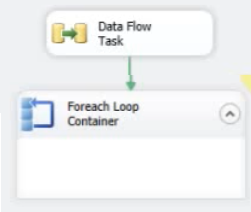 Data Flow
Task
Foreach Loop
Container